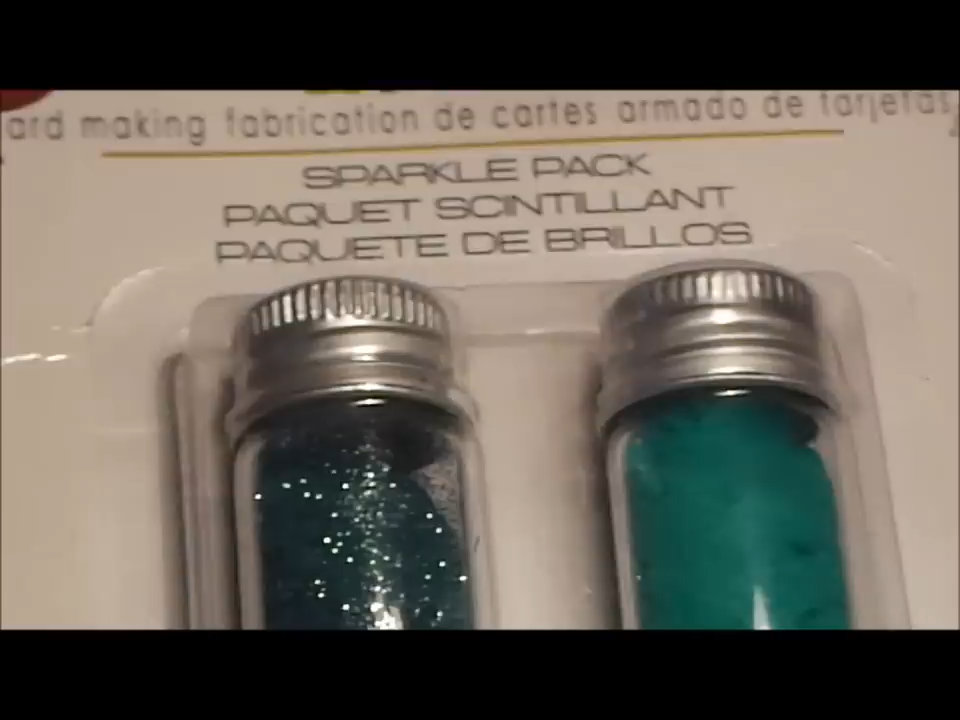 ard making fabrication de cartes armado de tarjetas
SPARKLE PACK
PAQUET SCINTILLANT
PAQUETE DE BRILLOS